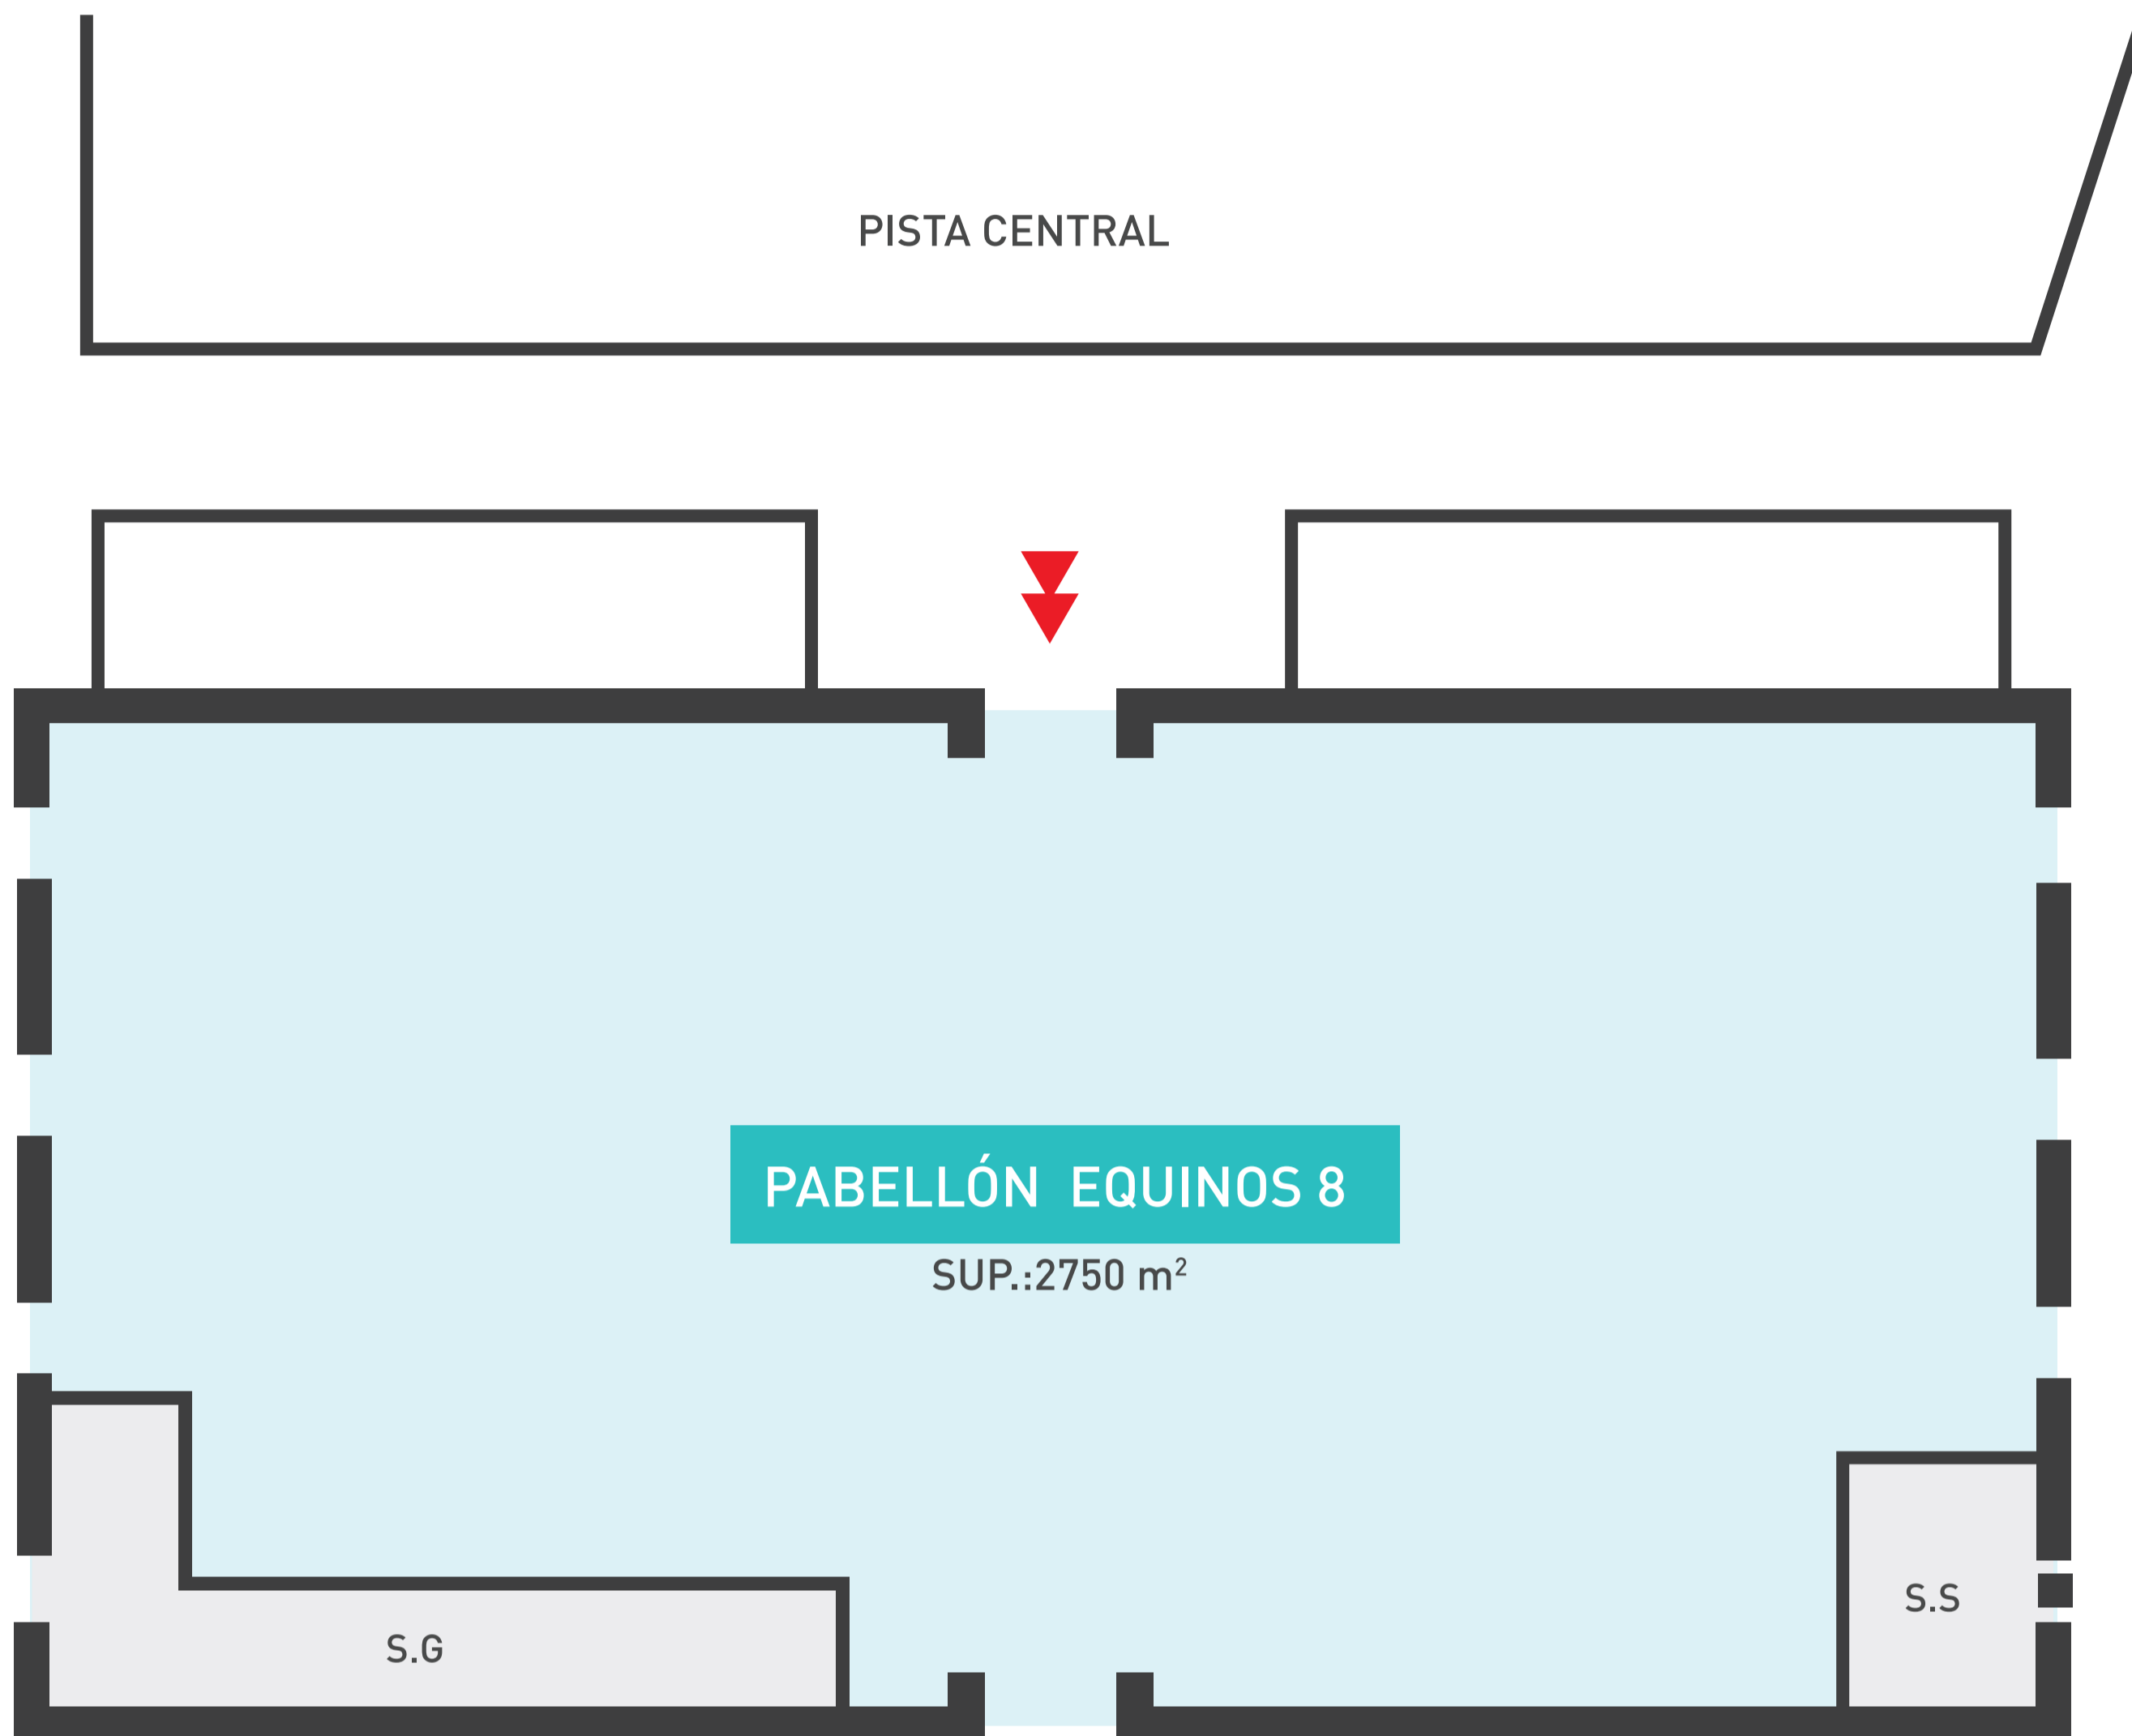 PISTA CENTRAL
PABELLÓN EQUINOS 8
SUP.:2750 m²
S.S
S.G